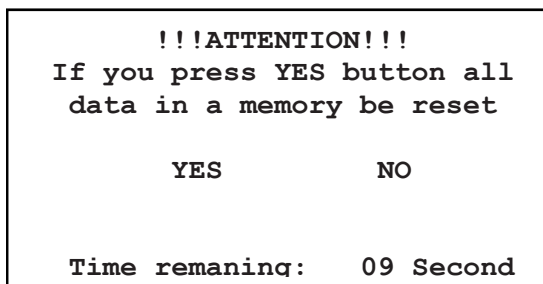 !!!ATTENTION!!!
If you press YES button all
data in a memory be reset
YES NO
Time remaning: 09 Second